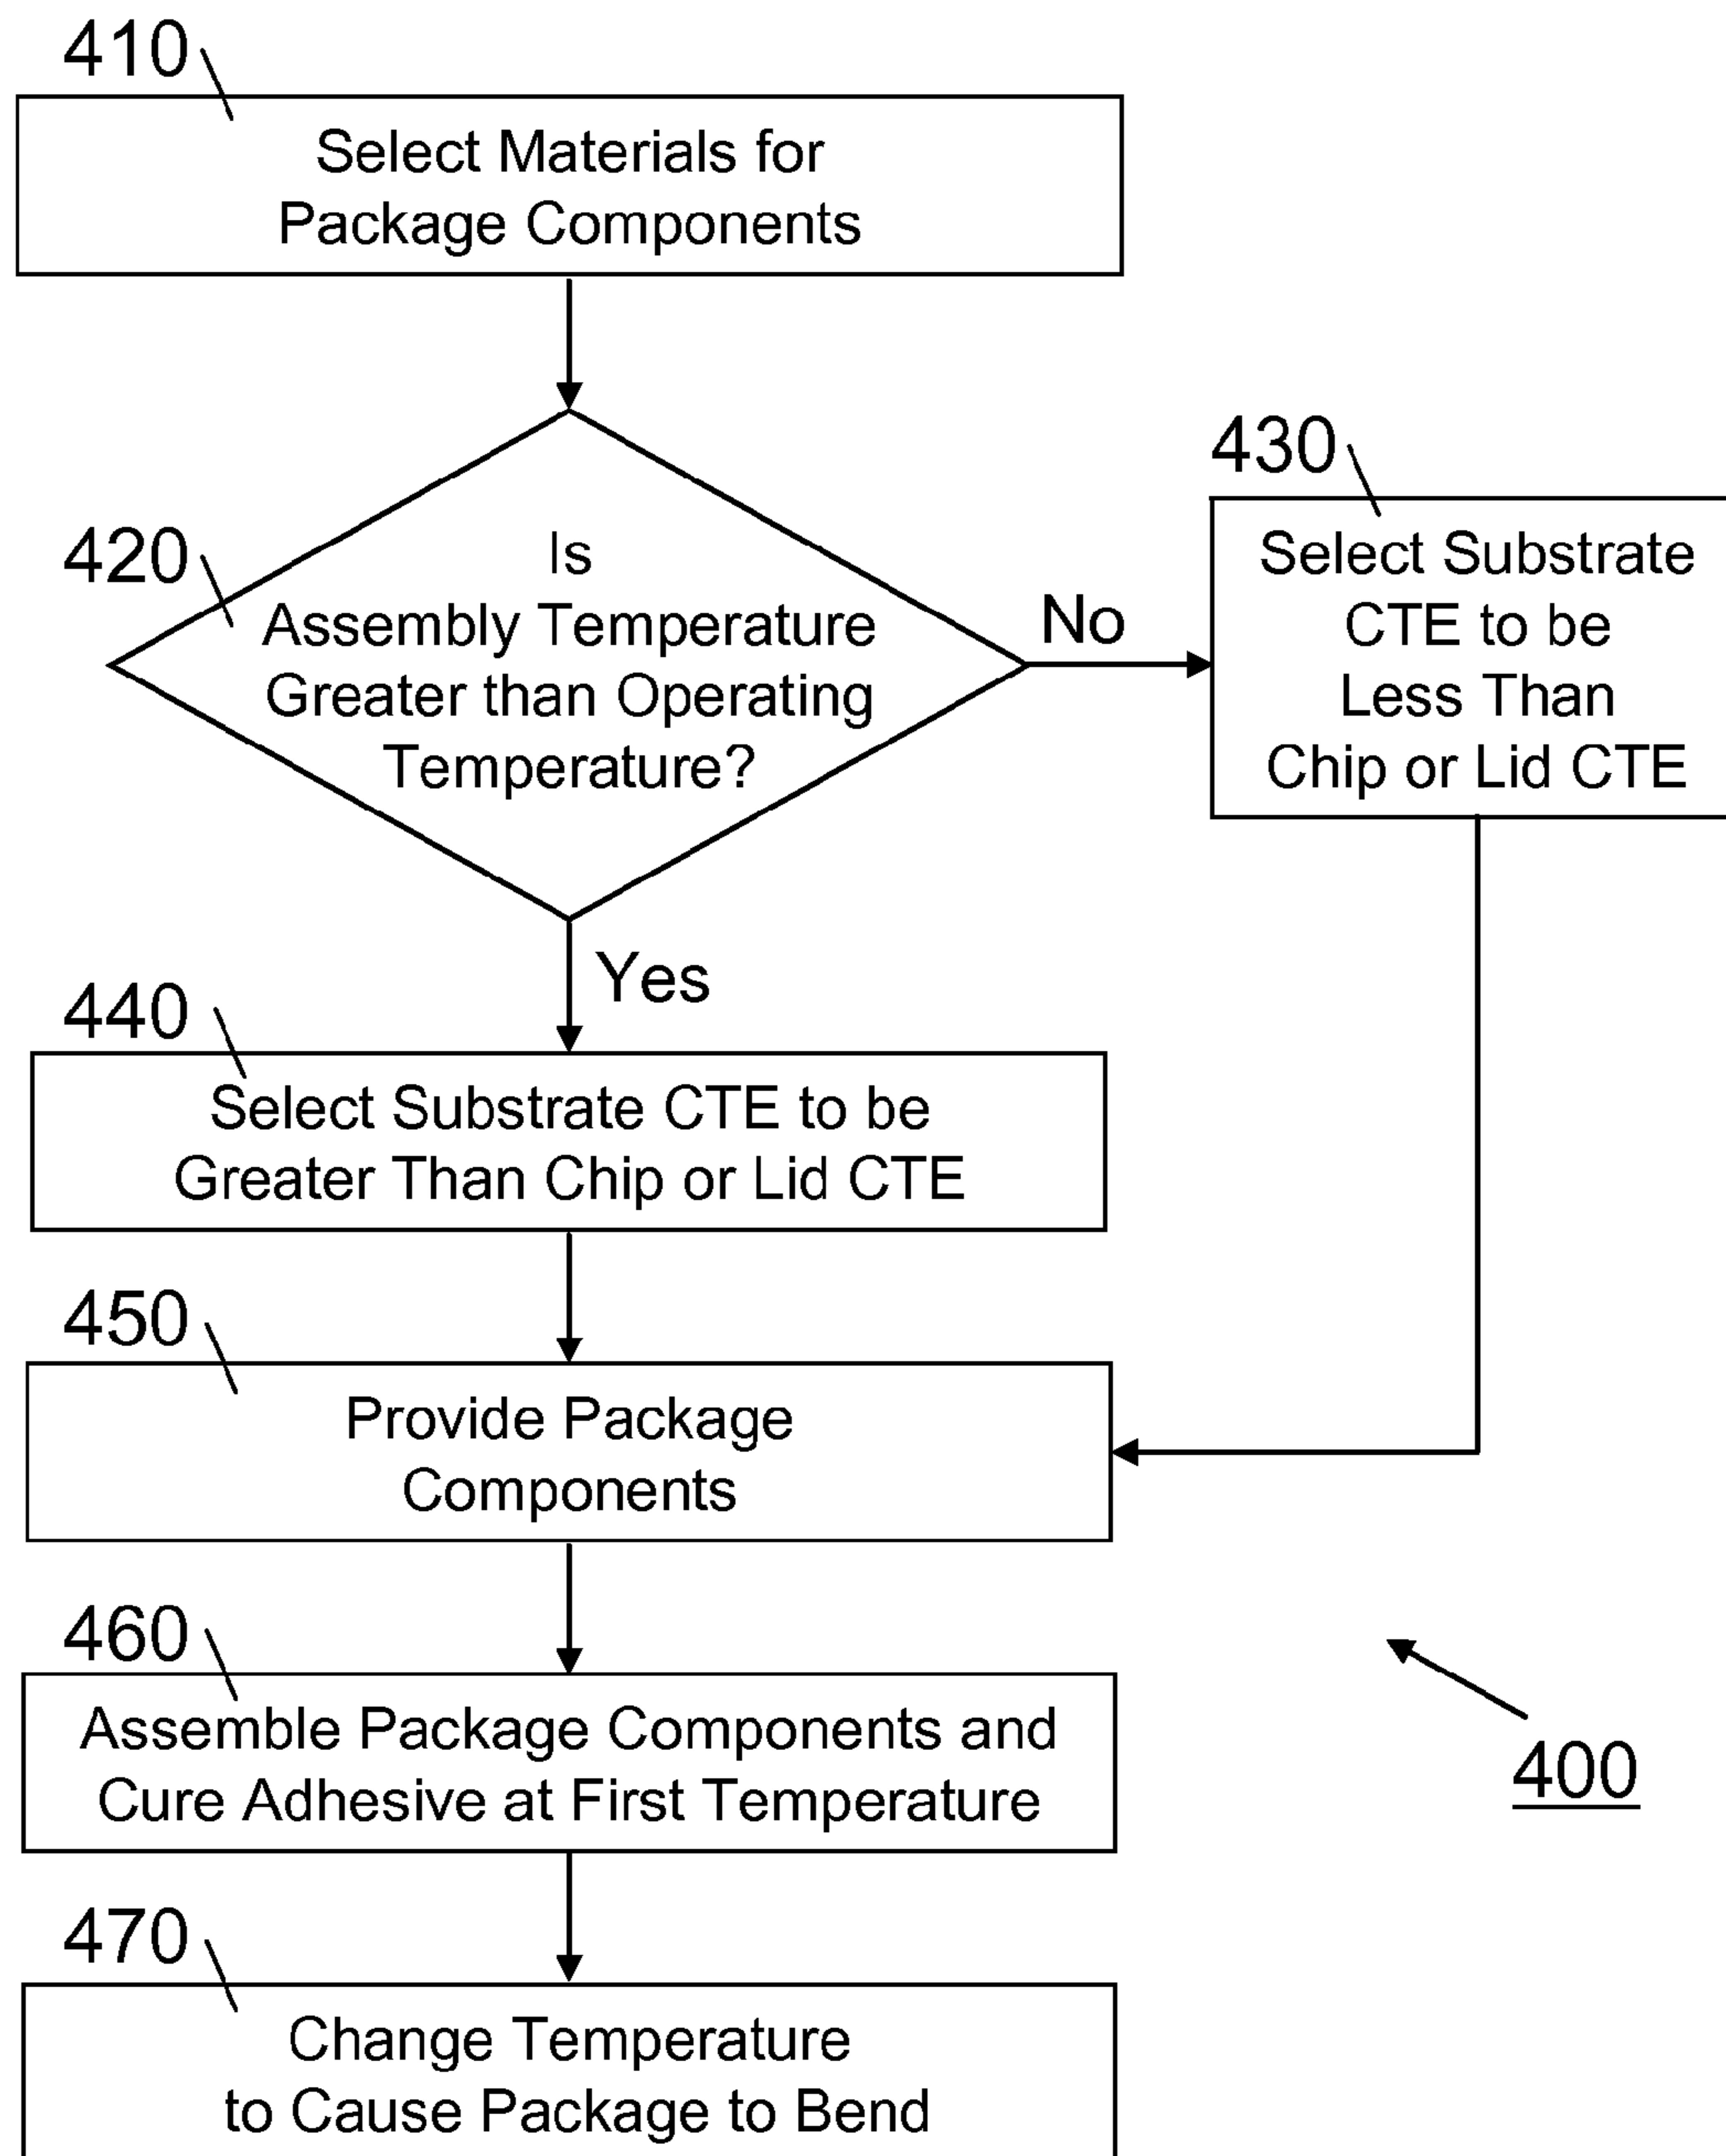 410
Select Materials for
Package Components
420
Is
Assembly Temperature
Greater than Operating
Temperature?
No
430
Select Substrate
CTE to be
Less Than
Chip or Lid CTE
Yes
440
Select Substrate CTE to be
Greater Than Chip or Lid CTE
450
Provide Package
Components
460
Assemble Package Components and
Cure Adhesive at First Temperature
400
470
Change Temperature
to Cause Package to Bend